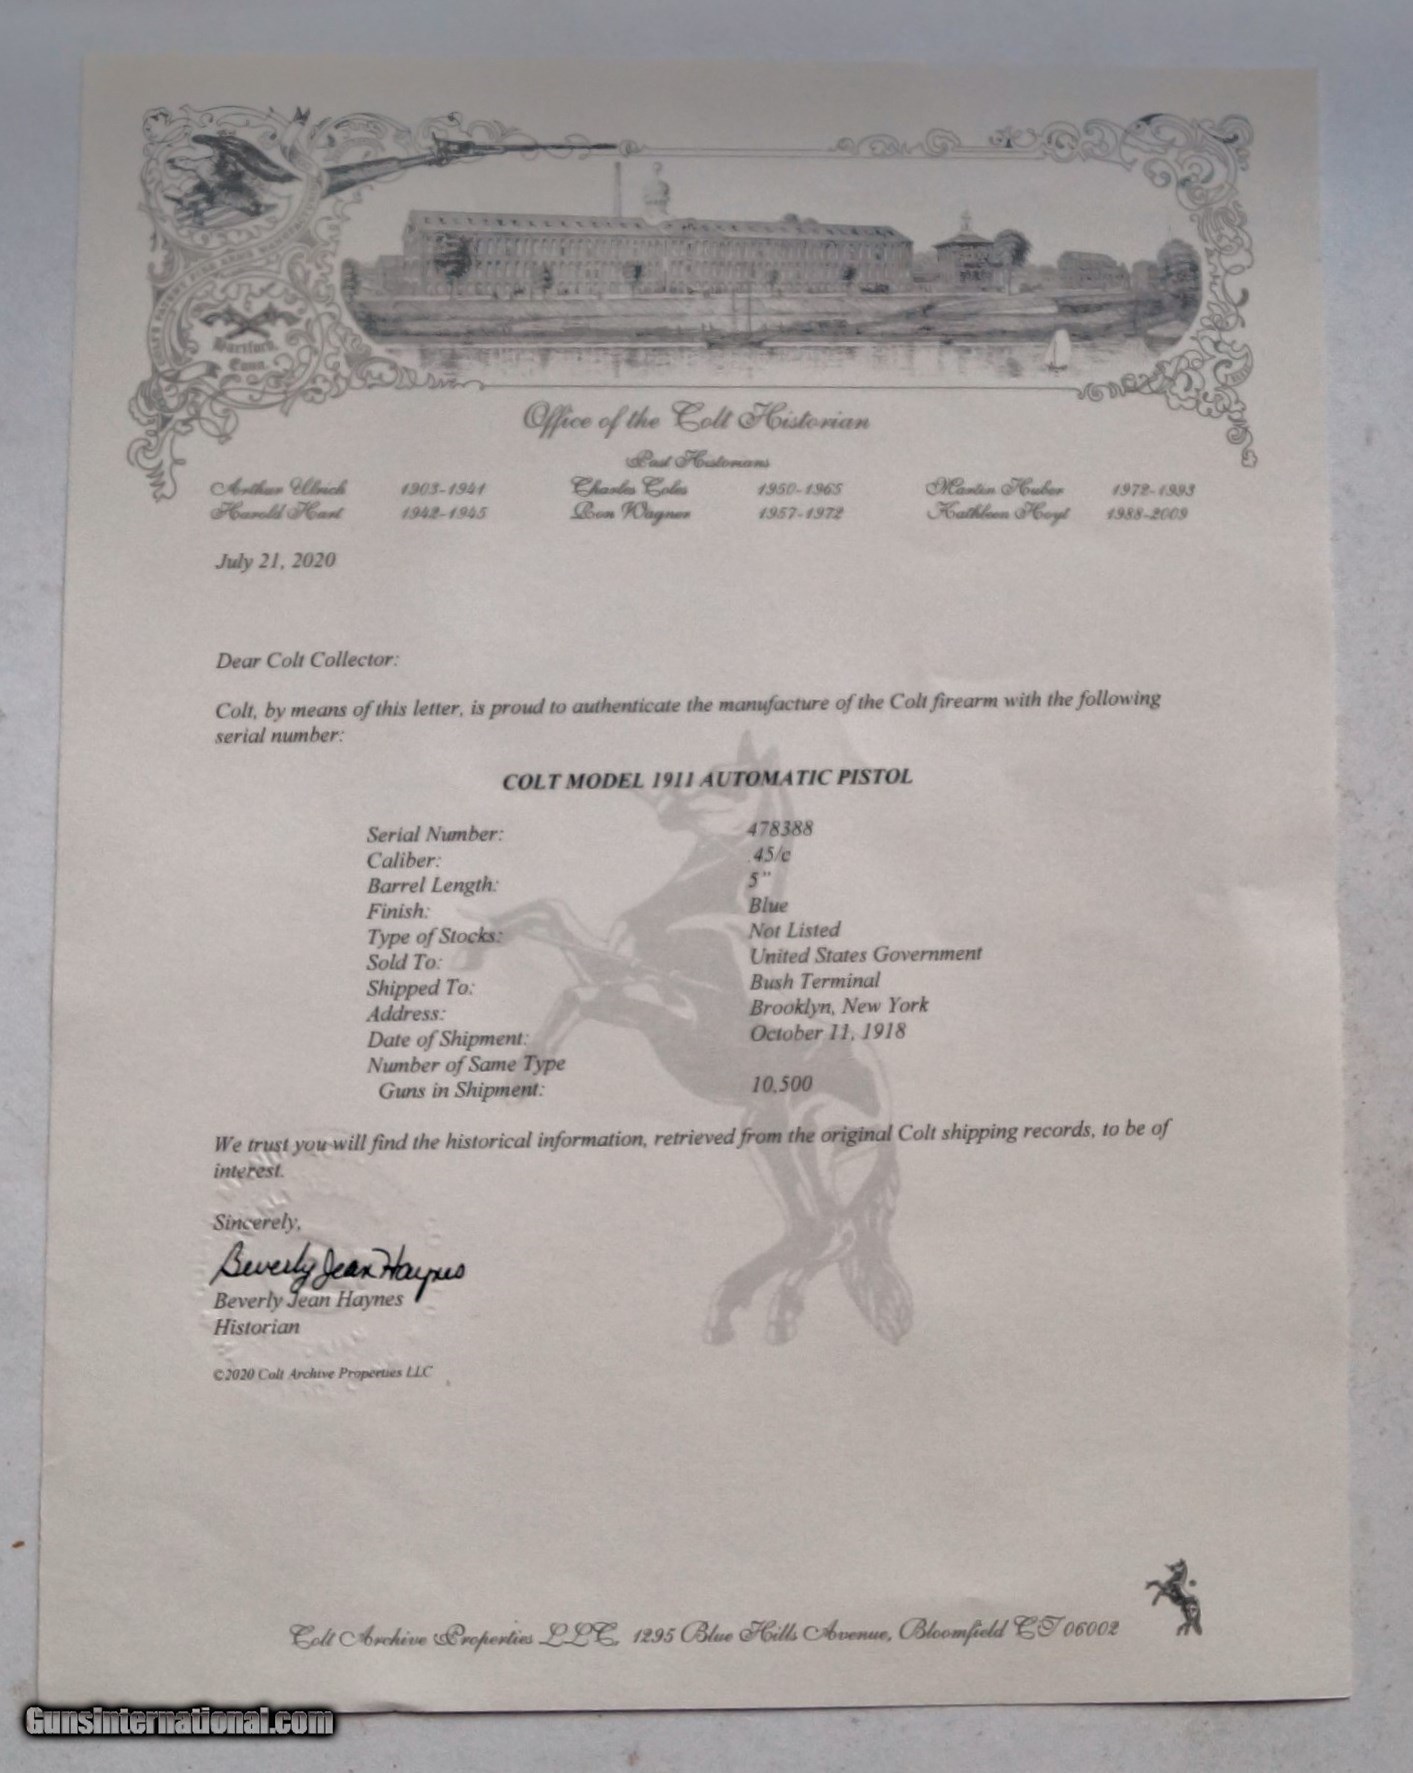 Hartford.
Conn.
Office of the Colt Historian
Past Historians
Arthur Ulrich 1903-1941 Charles Coles 1950-1965 Martin Huber 1972-1993
Harold Hart 1942-1945 Ron Wagner 1957-1972 Kathleen Hoyt 1988-2009
July 21, 2020
Dear Colt Collector:
Colt, by means of this letter, is proud to authenticate the manufacture of the Colt firearm with the following
serial number:
COLT MODEL 1911 AUTOMATIC PISTOL
Serial Number: 478388
Caliber: .45/c
Barrel Length: 5"
Finish: Blue
Type of Stocks: Not Listed
Sold To: United States Government
Shipped To: Bush Terminal
Address: Brooklyn, New York
Date of Shipment: October 11, 1918
Number of Same Type
Guns in Shipment: 10,500
We trust you will find the historical information, retrieved from the original Colt shipping records, to be of
interest.
Sincerely,
Beverly Jean Haynes
Beverly Jean Haynes
Historian
©2020 Colt Archive Properties LLC
Colt Archive Properties LLC, 1295 Blue Hills Avenue, Bloomfield CT 06002
GunsInternational.com